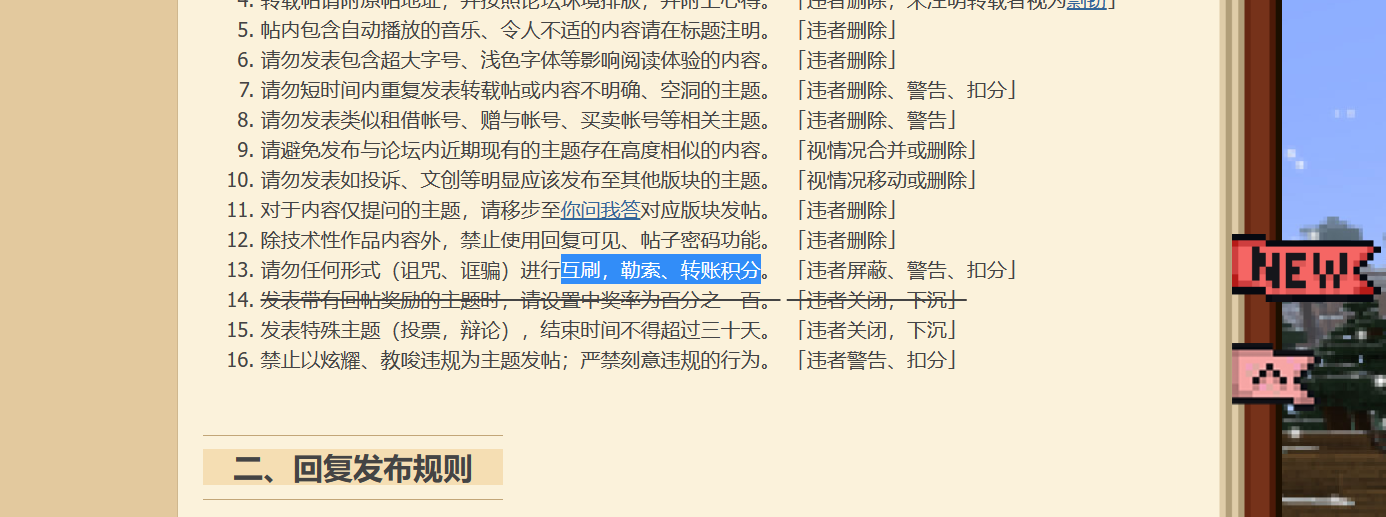 4. 转载帖请附原帖地址，并按照论坛环境排版，并附上心得。「违者删除，未注明转载者视为剽窃」
5. 帖内包含自动播放的音乐、令人不适的内容请在标题注明。「违者删除」
6. 请勿发表包含超大字号、浅色字体等影响阅读体验的内容。「违者删除」
7. 请勿短时间内重复发表转载帖或内容不明确、空洞的主题。「违者删除、警告、扣分」
8. 请勿发表类似租借帐号、赠与帐号、买卖帐号等相关主题。「违者删除、警告」
9. 请避免发布与论坛内近期现有的主题存在高度相似的内容。「视情况合并或删除」
10. 请勿发表如投诉、文创等明显应该发布至其他版块的主题。「视情况移动或删除」
11. 对于内容仅提问的主题，请移步至你问我答对应版块发帖。「违者删除」
12. 除技术性作品内容外，禁止使用回复可见、帖子密码功能。「违者删除」
13. 请勿任何形式（诅咒、诓骗）进行互刷，勒索、转账积分。「违者屏蔽、警告、扣分」
14. 发表带有回帖奖励的主题时，请设置中奖率为百分之一百。「违者关闭，下沉」
15. 发表特殊主题（投票，辩论），结束时间不得超过三十天。「违者关闭，下沉」
16. 禁止以炫耀、教唆违规为主题发帖；严禁刻意违规的行为。「违者警告、扣分」
NEW
二、回复发布规则